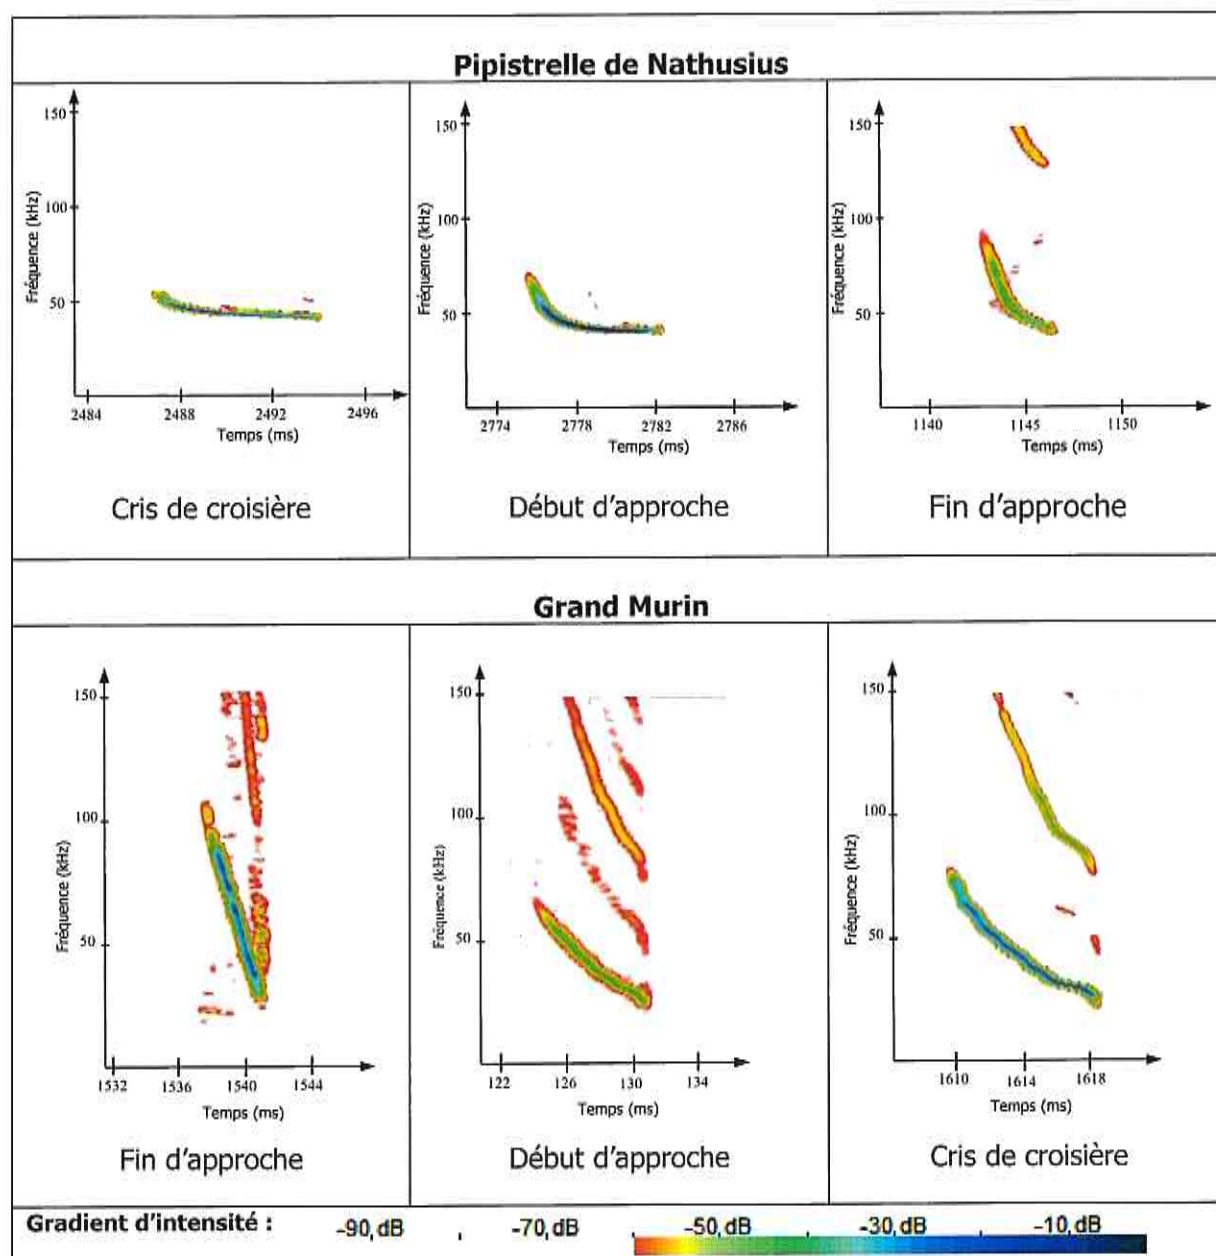 Pipistrelle de Nathusius
Fréquence (kHz)
150
100
50
2484 2488 2492 2496
Temps (ms)
Cris de croisière
Fréquence (kHz)
150
100
50
2774 2778 2782 2786
Temps (ms)
Début d'approche
Fréquence (kHz)
150
100
50
1140 1145 1150
Temps (ms)
Fin d'approche
Grand Murin
Fréquence (kHz)
150
100
50
1532 1536 1540 1544
Temps (ms)
Fin d'approche
Fréquence (kHz)
150
100
50
122 126 130 134
Temps (ms)
Début d'approche
Fréquence (kHz)
150
100
50
1610 1614 1618
Temps (ms)
Cris de croisière
Gradient d'intensité : -90 dB -70 dB -50 dB -30 dB -10 dB